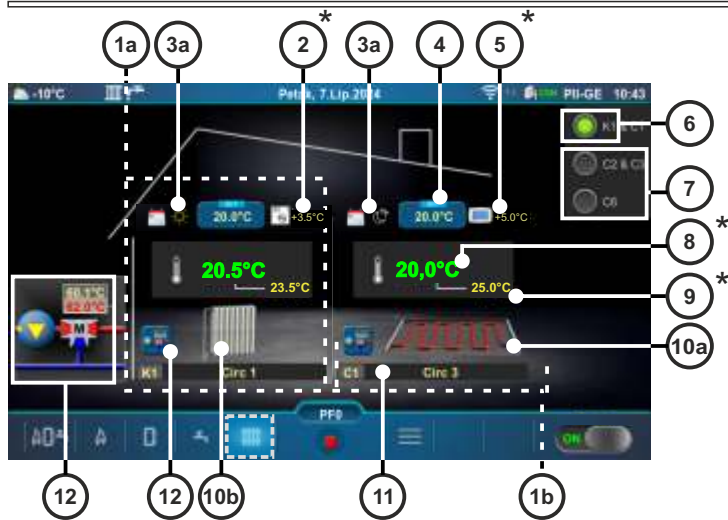 * *
1a 3a 2 3a 4 5
-10°C Petak, 7.Lip.2024 PII-GE 10:43
6
K1 & C1
C2 & C3
7
C6
20.0°C +3.5°C 20.0°C +5.0°C
8 *
20.5°C 20,0°C
23.5°C 25.0°C
9 *
60.1°C
62.0°C
M
10a
K1 Circ 1 C1 Circ 3
PF0
ON
12 12 10b 11 1b